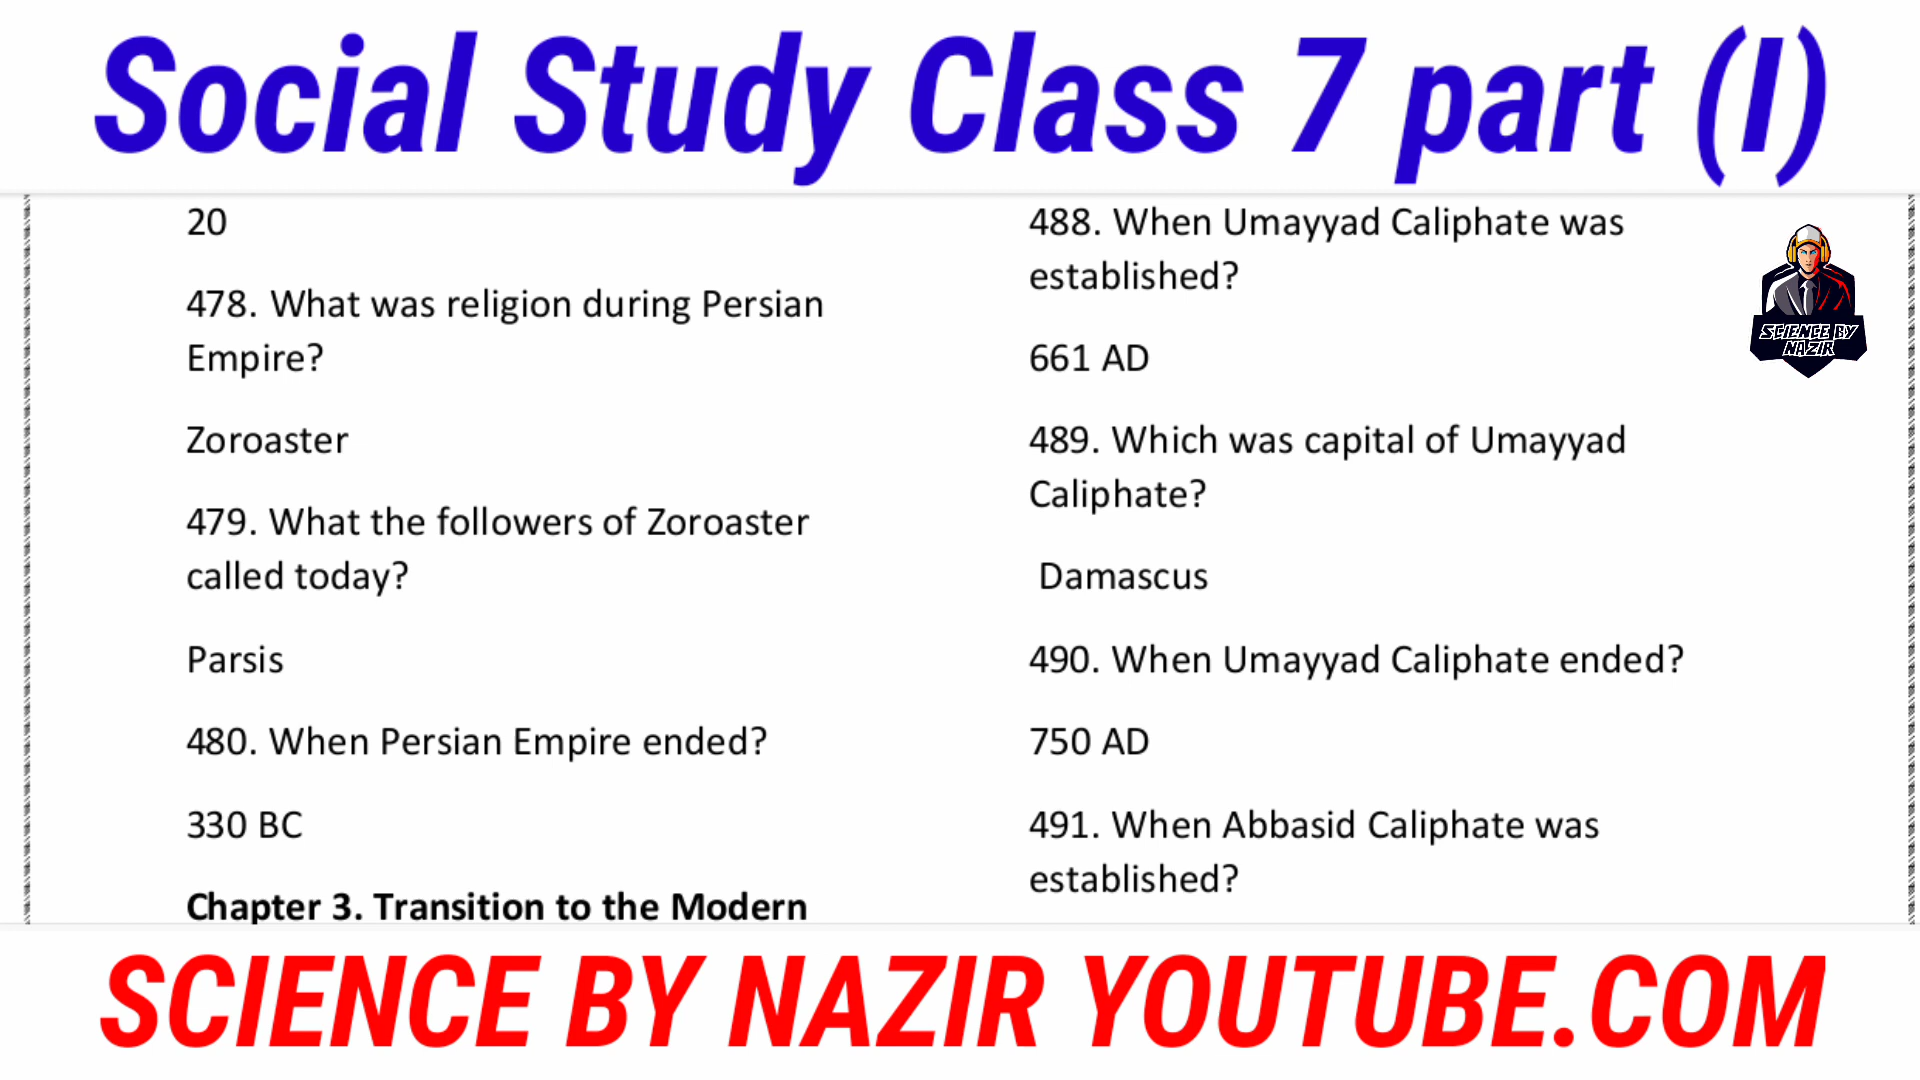 Social Study Class 7 part (I)
20
478. What was religion during Persian
Empire?
Zoroaster
479. What the followers of Zoroaster
called today?
Parsis
480. When Persian Empire ended?
330 BC
Chapter 3. Transition to the Modern
488. When Umayyad Caliphate was
established?
661 AD
489. Which was capital of Umayyad
Caliphate?
Damascus
490. When Umayyad Caliphate ended?
750 AD
491. When Abbasid Caliphate was
established?
SCIENCE BY
NAZIR
SCIENCE BY NAZIR YOUTUBE.COM